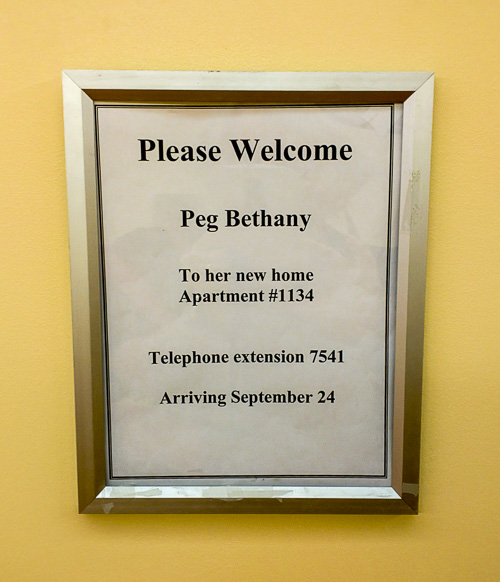 Please Welcome
Peg Bethany
To her new home
Apartment #1134
Telephone extension 7541
Arriving September 24